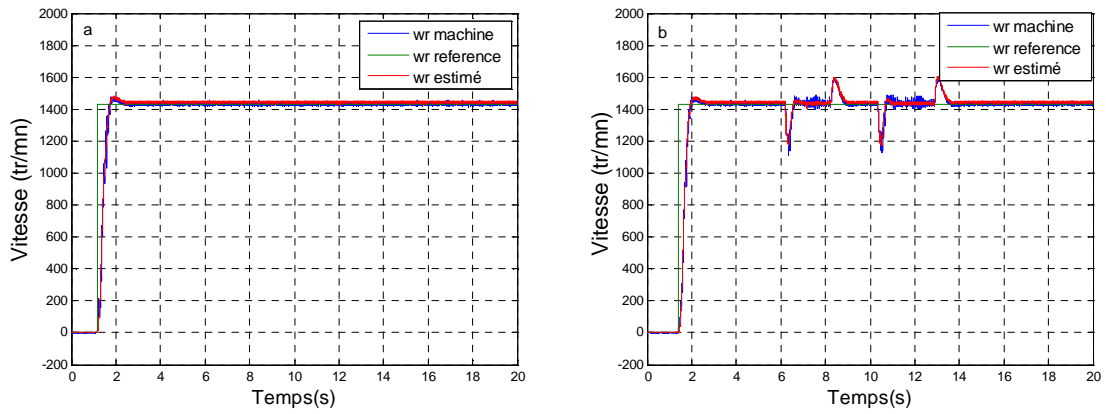 a
wr machine
wr reference
wr estimé
2000
1800
1600
1400
1200
1000
800
600
400
200
0
-200
Vitesse (tr/mn)
0 2 4 6 8 10 12 14 16 18 20
Temps(s)
b
wr machine
wr reference
wr estimé
2000
1800
1600
1400
1200
1000
800
600
400
200
0
-200
Vitesse (tr/mn)
0 2 4 6 8 10 12 14 16 18 20
Temps(s)